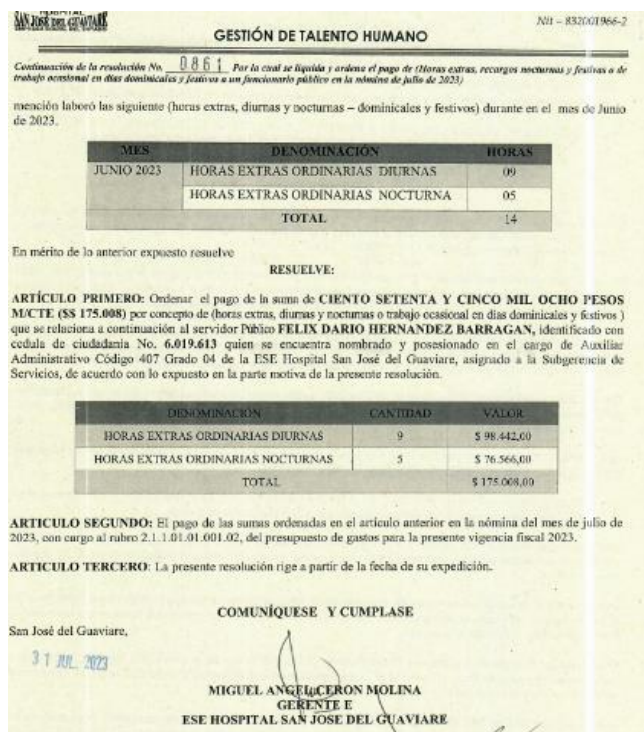 HOSPITAL
SAN JOSÉ DEL GUAVIARE
Nit – 832001966-2
GESTIÓN DE TALENTO HUMANO
Continuación de la resolución No. 0861 Por la cual se liquida y ordena el pago de (Horas extras, recargos nocturnas y festivas o de
trabajo ocasional en días dominicales y festivos a un funcionario público en la nómina de julio de 2023)
mención laboró las siguiente (horas extras, diurnas y nocturnas – dominicales y festivos) durante en el mes de Junio
de 2023.
MES DENOMINACIÓN HORAS
JUNIO 2023 HORAS EXTRAS ORDINARIAS DIURNAS 09
HORAS EXTRAS ORDINARIAS NOCTURNA 05
TOTAL 14
En mérito de lo anterior expuesto resuelve
RESUELVE:
ARTÍCULO PRIMERO: Ordenar el pago de la suma de CIENTO SETENTA Y CINCO MIL OCHO PESOS
M/CTE ($$ 175.008) por concepto de (horas extras, diurnas y nocturnas o trabajo ocasional en días dominicales y festivos )
que se relaciona a continuación al servidor Público FELIX DARIO HERNANDEZ BARRAGAN, identificado con
cedula de ciudadanía No. 6.019.613 quien se encuentra nombrado y posesionado en el cargo de Auxiliar
Administrativo Código 407 Grado 04 de la ESE Hospital San José del Guaviare, asignado a la Subgerencia de
Servicios, de acuerdo con lo expuesto en la parte motiva de la presente resolución.
DENOMINACIÓN CANTIDAD VALOR
HORAS EXTRAS ORDINARIAS DIURNAS 9 $ 98.442,00
HORAS EXTRAS ORDINARIAS NOCTURNAS 5 $ 76.566,00
TOTAL $ 175.008,00
ARTICULO SEGUNDO: El pago de las sumas ordenadas en el artículo anterior en la nómina del mes de julio de
2023, con cargo al rubro 2.1.1.01.01.001.02, del presupuesto de gastos para la presente vigencia fiscal 2023.
ARTICULO TERCERO: La presente resolución rige a partir de la fecha de su expedición.
COMUNÍQUESE Y CUMPLASE
San José del Guaviare,
31 JUL. 2023
MIGUEL ANGEL CERON MOLINA
GERENTE E
ESE HOSPITAL SAN JOSE DEL GUAVIARE